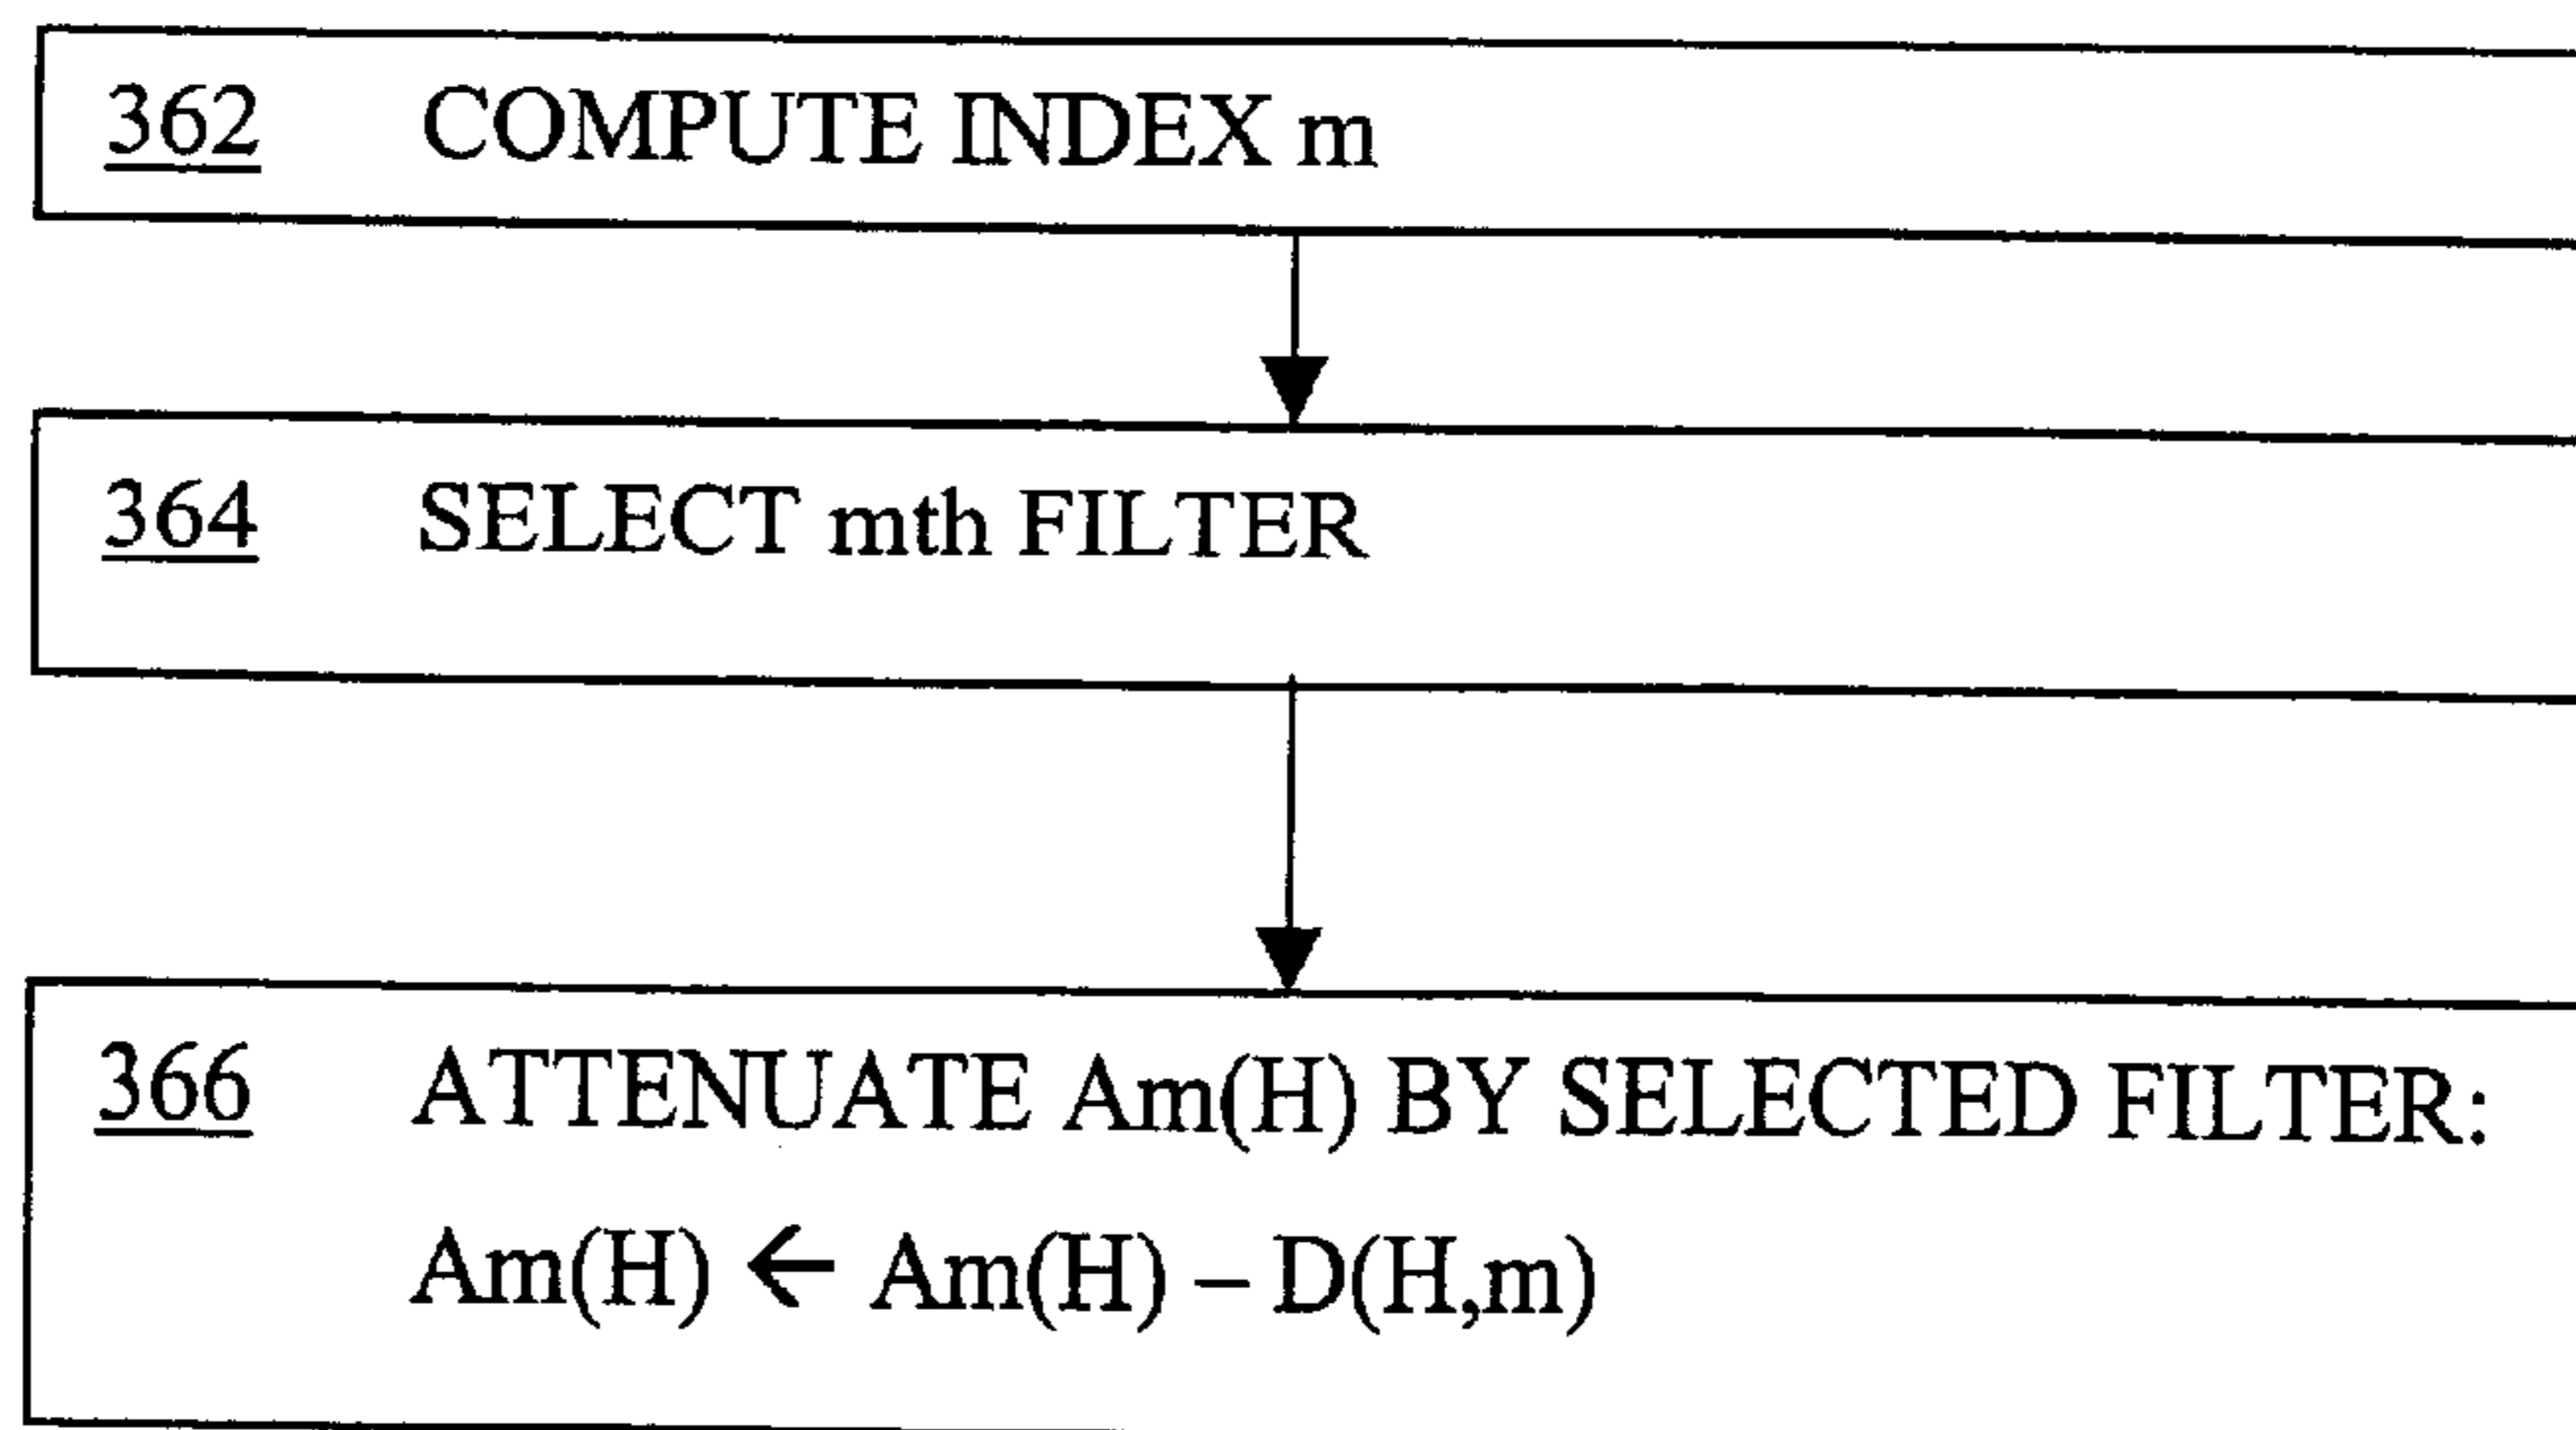 362 COMPUTE INDEX m
364 SELECT mth FILTER
366 ATTENUATE Am(H) BY SELECTED FILTER:
Am(H) ← Am(H) – D(H,m)